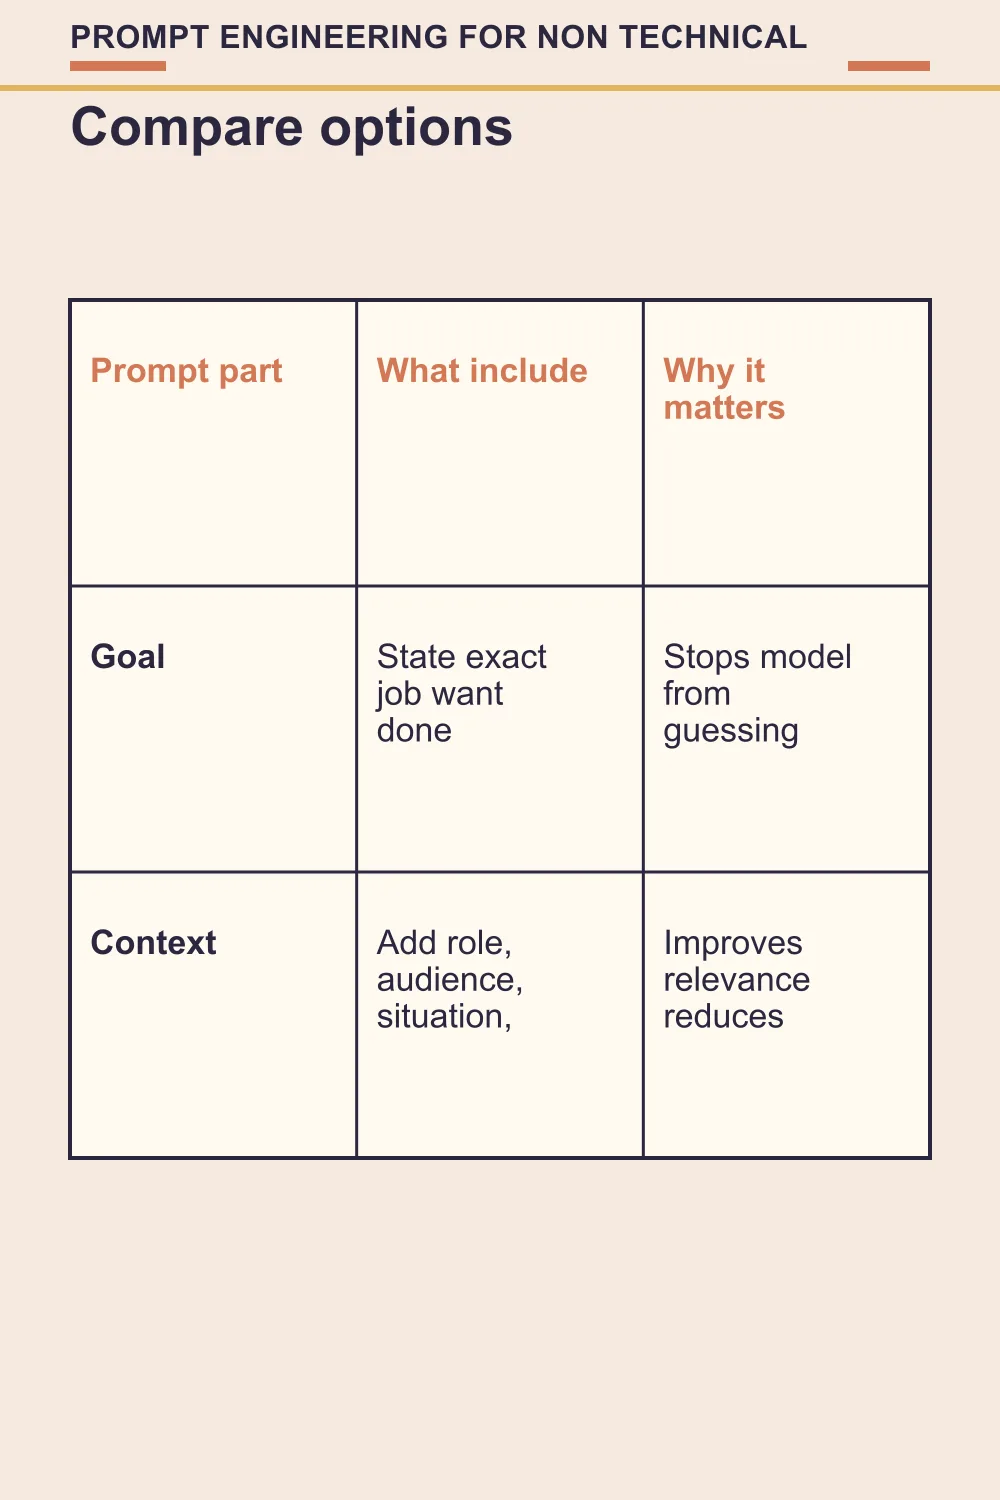 PROMPT ENGINEERING FOR NON TECHNICAL
Compare options
Prompt part
What include
Why it
matters
Goal
State exact
job want
done
Stops model
from
guessing
Context
Add role,
audience,
situation,
Improves
relevance
reduces